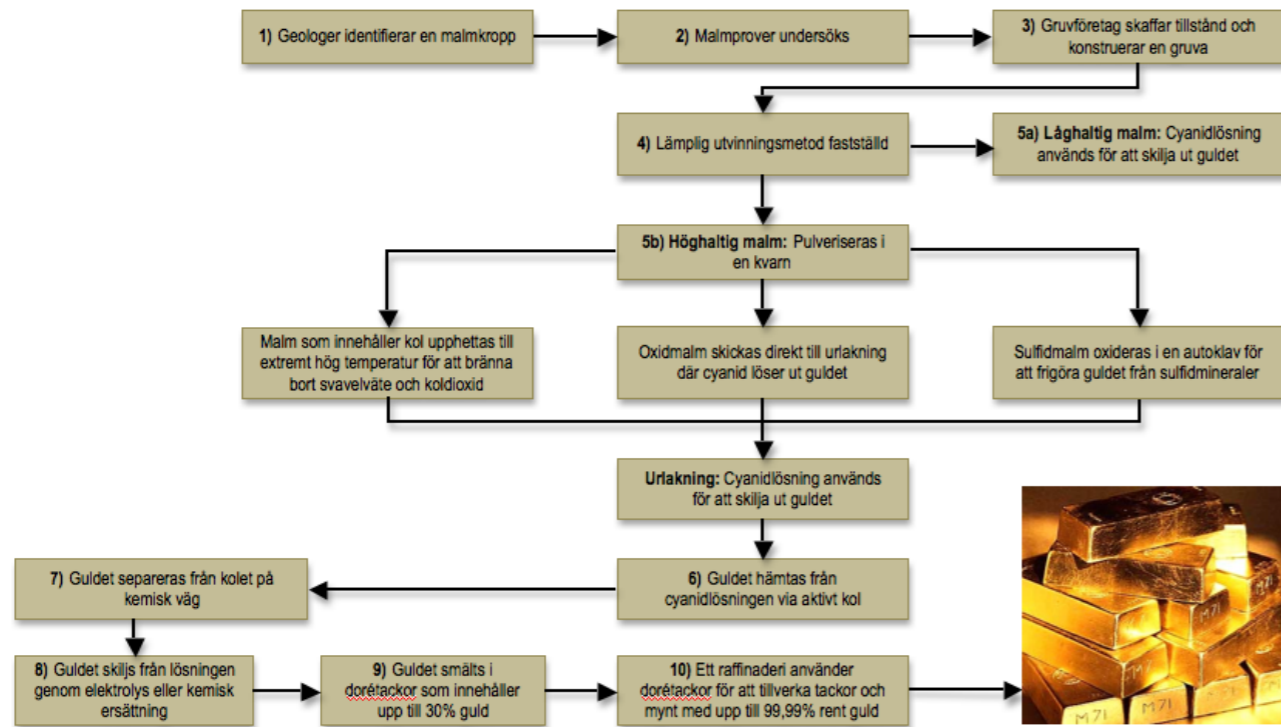 1) Geologer identifierar en malmkropp
2) Malmprover undersöks
3) Gruvföretag skaffar tillstånd och
konstruerar en gruva
4) Lämplig utvinningsmetod fastställd
5a) Låghaltig malm: Cyanidlösning
används för att skilja ut guldet
5b) Höghaltig malm: Pulveriseras i
en kvarn
Malm som innehåller kol upphettas till
extremt hög temperatur för att bränna
bort svavelväte och koldioxid
Oxidmalm skickas direkt till urlakning
där cyanid löser ut guldet
Sulfidmalm oxideras i en autoklav för
att frigöra guldet från sulfidmineraler
Urlakning: Cyanidlösning används
för att skilja ut guldet
6) Guldet hämtas från
cyanidlösningen via aktivt kol
7) Guldet separeras från kolet på
kemisk väg
8) Guldet skiljs från lösningen
genom elektrolys eller kemisk
ersättning
9) Guldet smälts i
dorétackor som innehåller
upp till 30% guld
10) Ett raffinaderi använder
dorétackor för att tillverka tackor och
mynt med upp till 99,99% rent guld
M71
M71
M71
M71
M71